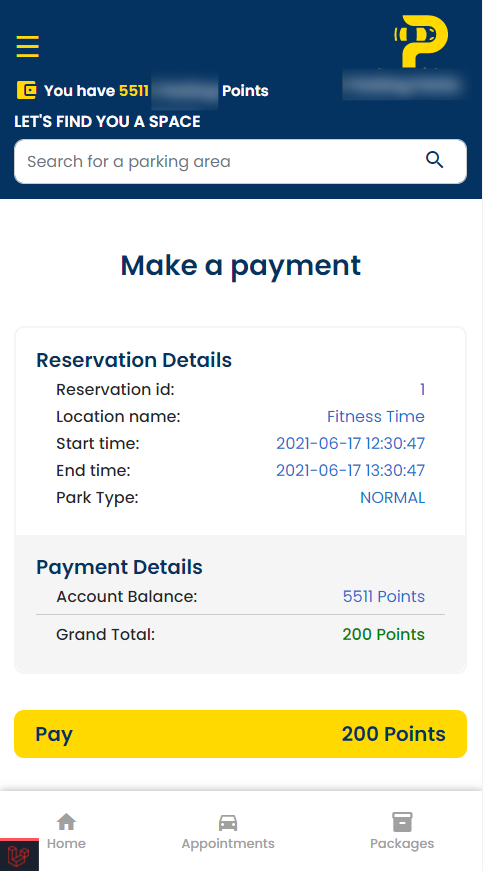 You have 5511 Points
LET'S FIND YOU A SPACE
Search for a parking area
Make a payment
Reservation Details
Reservation id: 1
Location name: Fitness Time
Start time: 2021-06-17 12:30:47
End time: 2021-06-17 13:30:47
Park Type: NORMAL
Payment Details
Account Balance: 5511 Points
Grand Total: 200 Points
Pay 200 Points
Home Appointments Packages